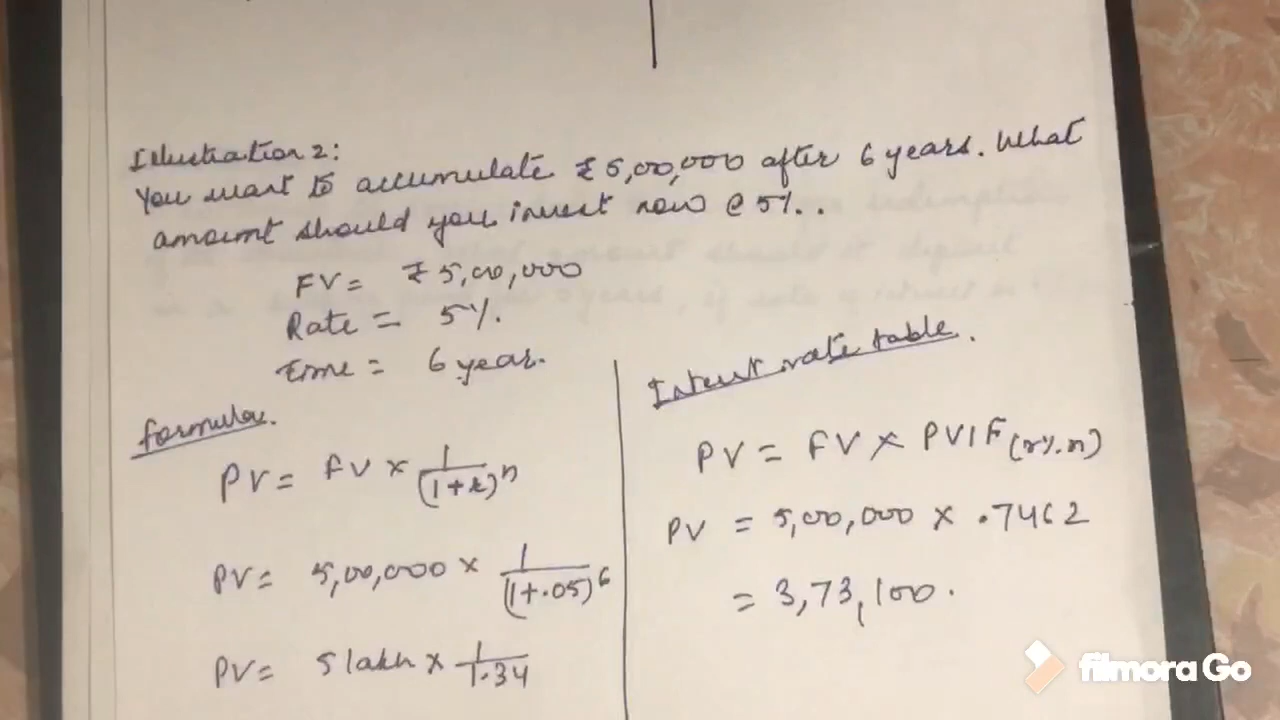 Illustration 2:
You want to accumulate ₹5,00,000 after 6 years. What
amount should you invest now @ 5%.
FV = ₹5,00,000
Rate = 5%.
Time = 6 year.
Formula.
PV = FV × 1/(1+r)^n
PV = 5,00,000 × 1/(1+.05)^6
PV = 5 lakh × 1/1.34
Interest rate table.
PV = FV × PVIF (r%.n)
PV = 5,00,000 × .7462
= 3,73,100.
filmora Go